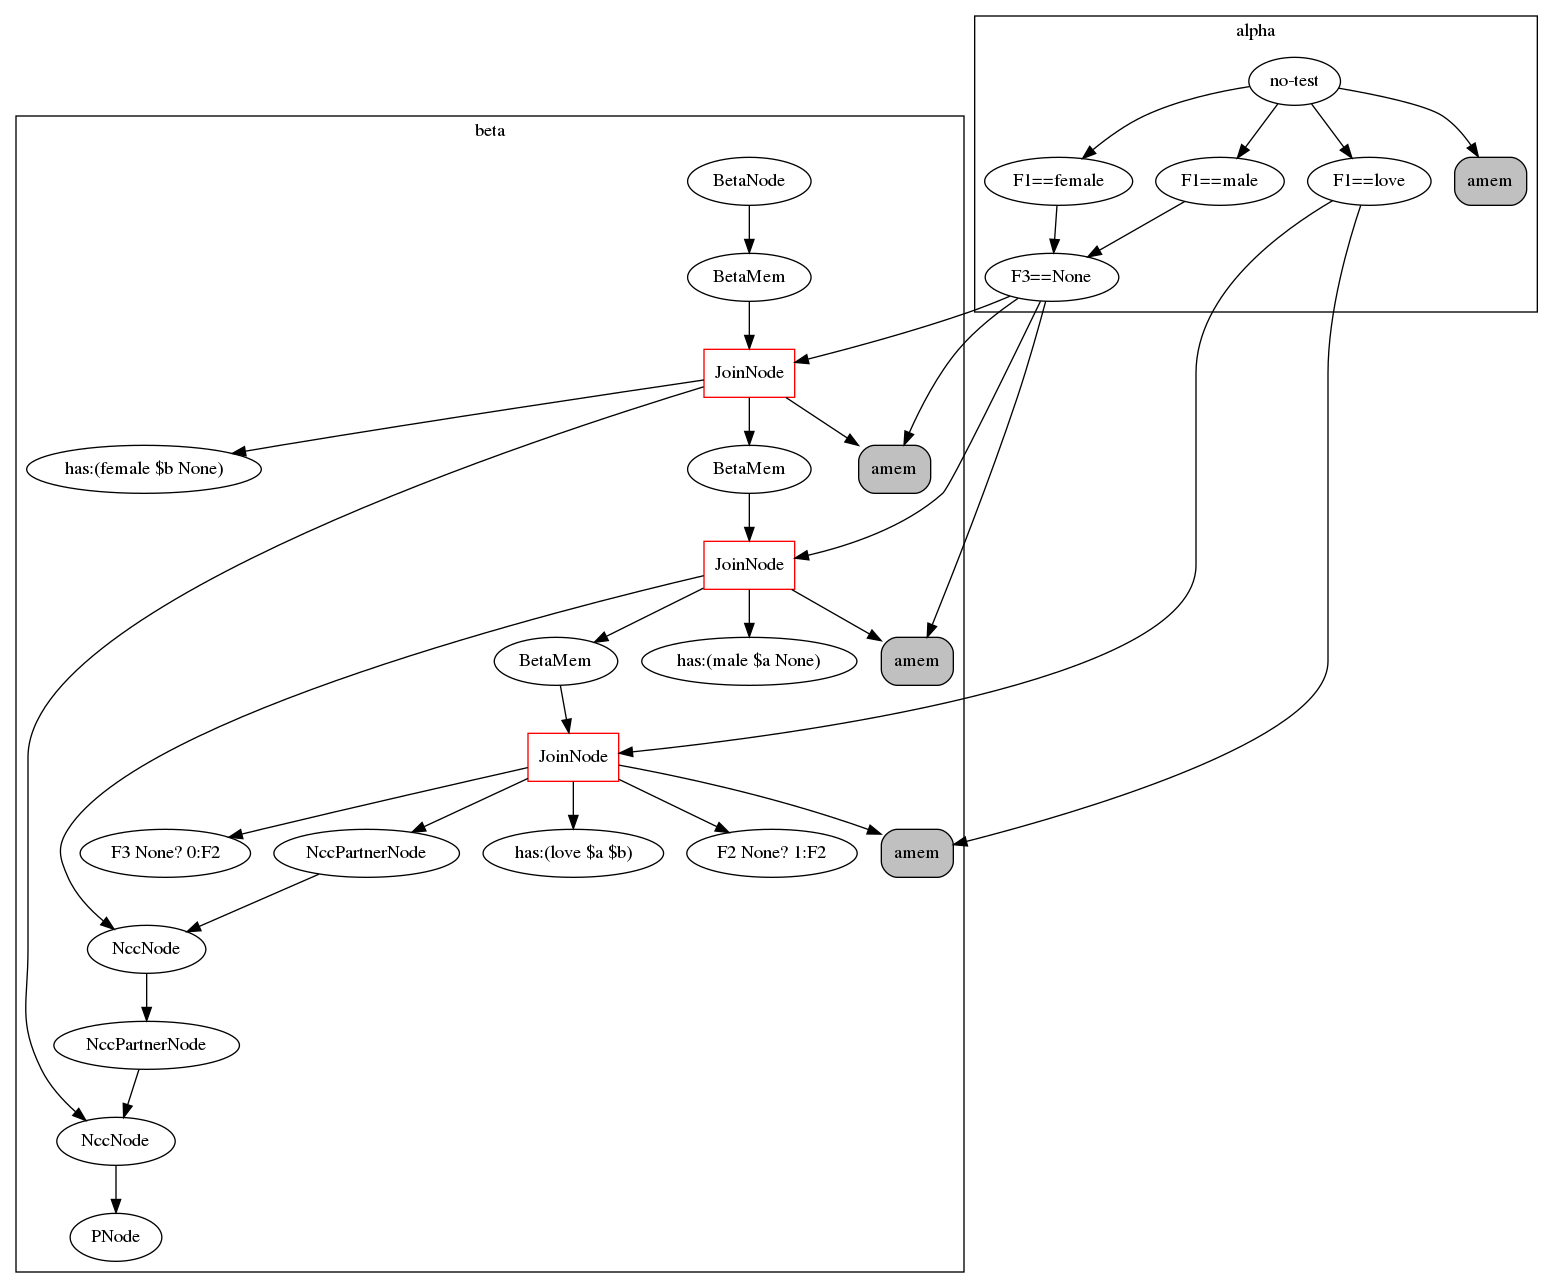 alpha
no-test
beta
BetaNode
F1==female
F1==male
F1==love
amem
BetaMem
F3==None
JoinNode
has:(female $b None)
BetaMem
amem
JoinNode
BetaMem
has:(male $a None)
amem
JoinNode
F3 None? 0:F2
NccPartnerNode
has:(love $a $b)
F2 None? 1:F2
amem
NccNode
NccPartnerNode
NccNode
PNode